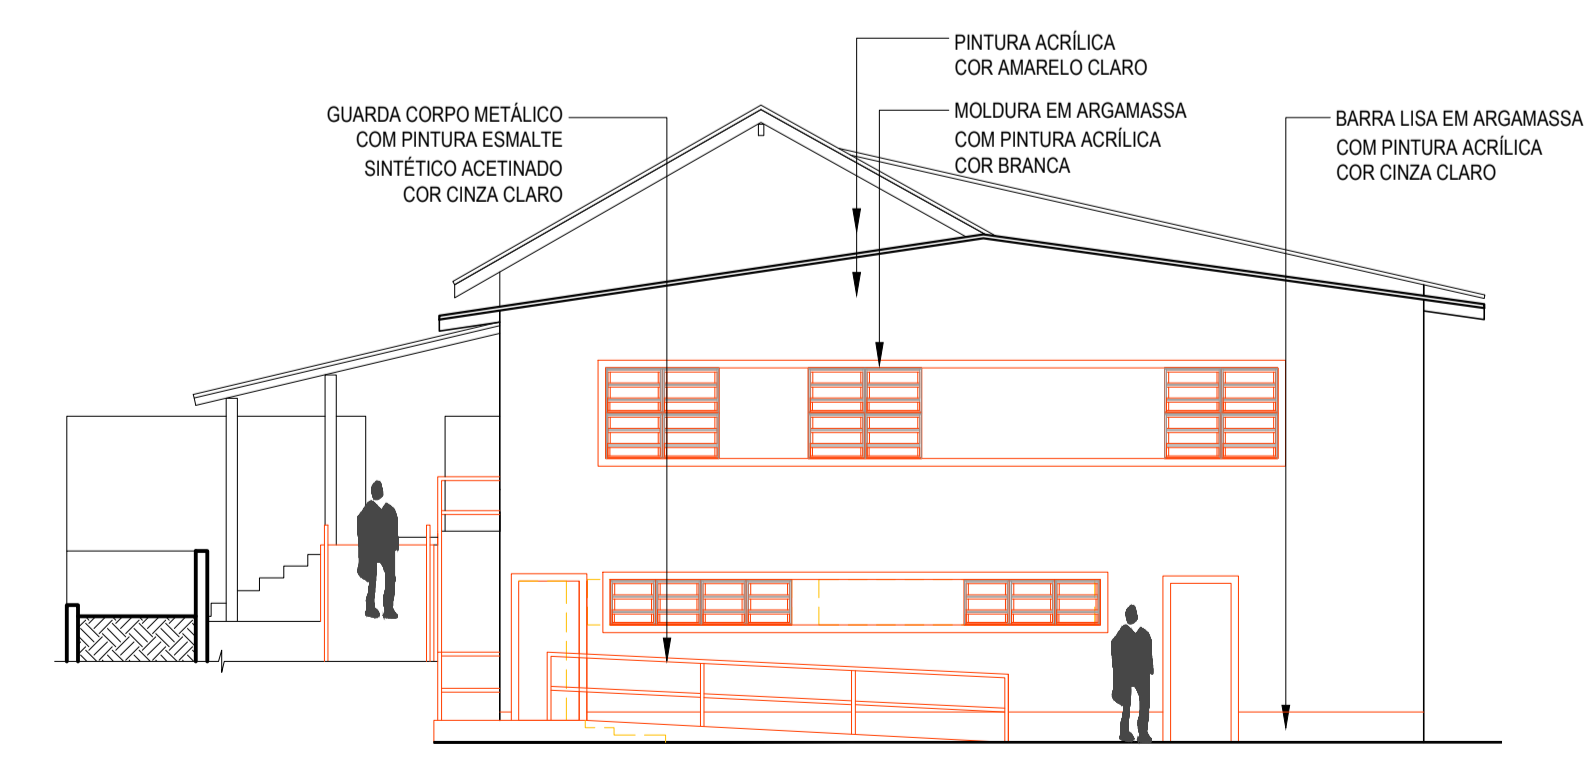 PINTURA ACRÍLICA
COR AMARELO CLARO
GUARDA CORPO METÁLICO
COM PINTURA ESMALTE
SINTÉTICO ACETINADO
COR CINZA CLARO
MOLDURA EM ARGAMASSA
COM PINTURA ACRÍLICA
COR BRANCA
BARRA LISA EM ARGAMASSA
COM PINTURA ACRÍLICA
COR CINZA CLARO